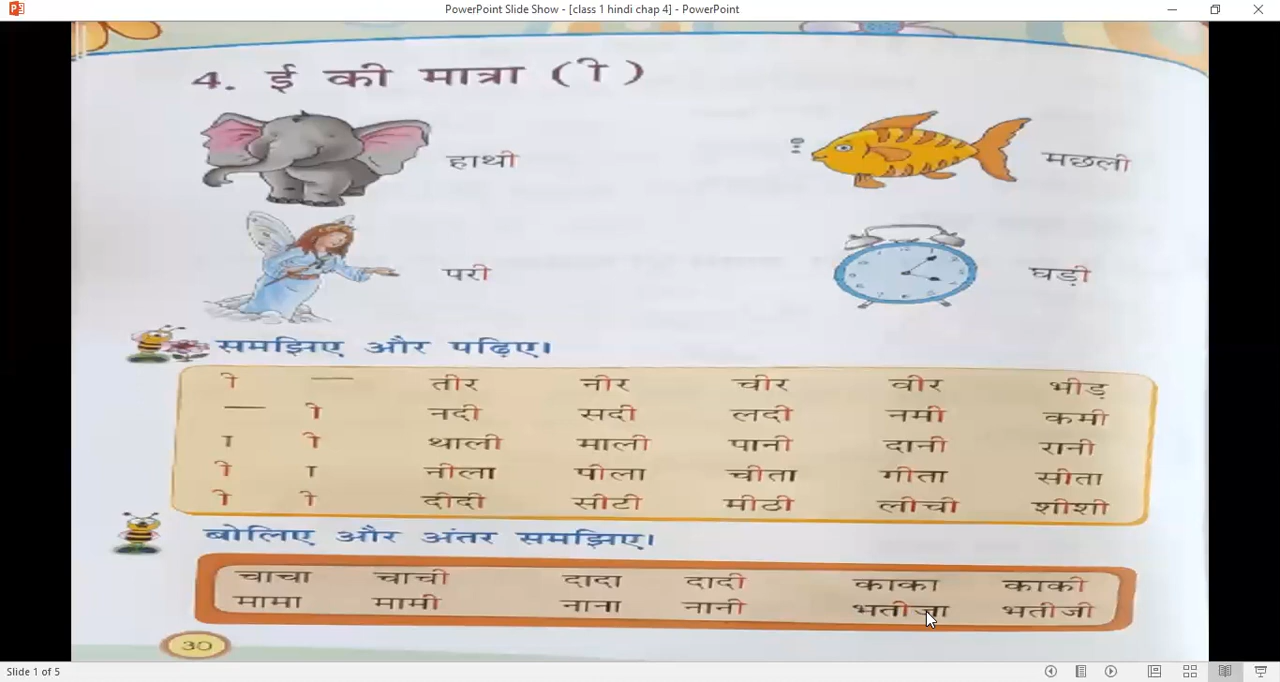 PowerPoint Slide Show - [class 1 hindi chap 4] - PowerPoint
4. ई की मात्रा ( ी )
हाथी
मछली
परी
घड़ी
समझिए और पढ़िए।
ी — तीर नीर चीर वीर भीड़
— ी नदी सदी लदी नमी कमी
ा ी थाली माली पानी दानी रानी
ी ा नीला पीला चीता गीता सीता
ी ी दीदी सीटी मीठी लीची शीशी
बोलिए और अंतर समझिए।
चाचा चाची दादा दादी काका काकी
मामा मामी नाना नानी भतीजा भतीजी
30
Slide 1 of 5